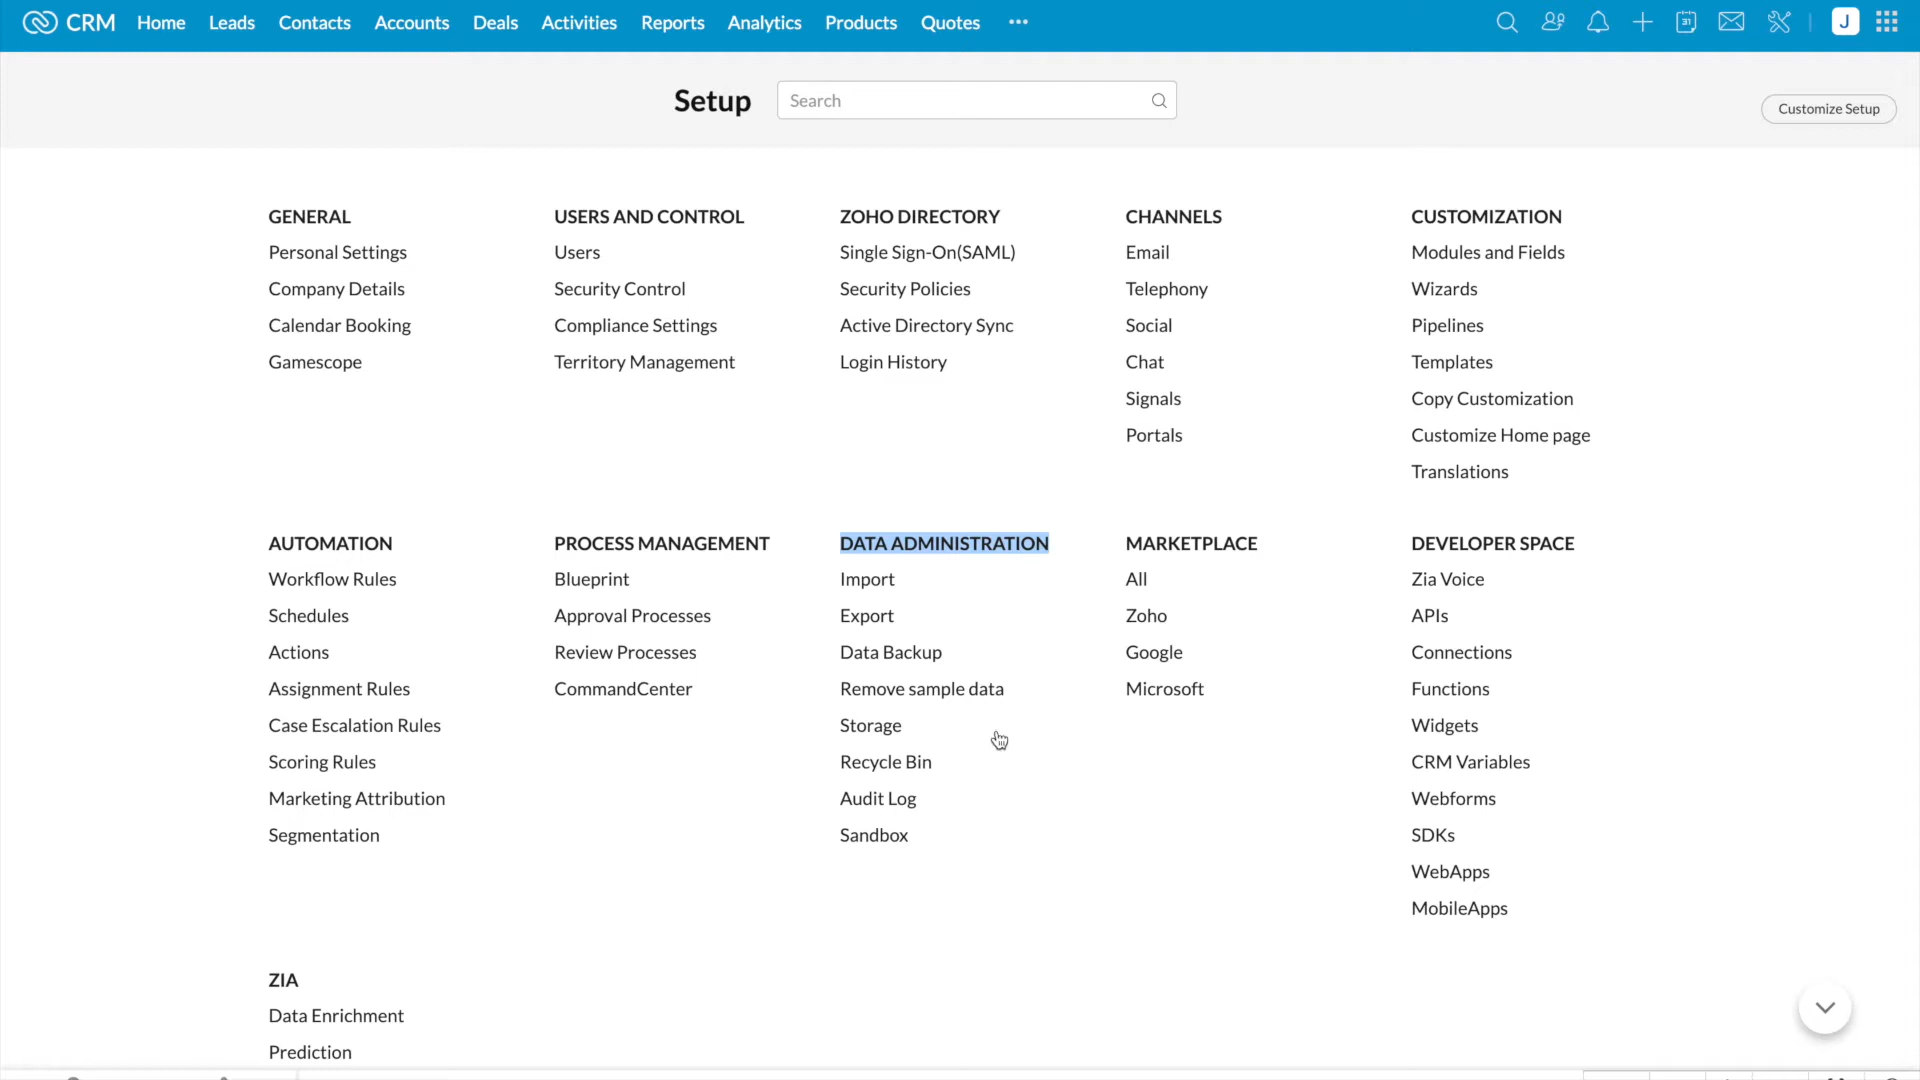 CRM Home Leads Contacts Accounts Deals Activities Reports Analytics Products Quotes ••• 31 J
Setup Search Customize Setup
GENERAL
Personal Settings
Company Details
Calendar Booking
Gamescope
USERS AND CONTROL
Users
Security Control
Compliance Settings
Territory Management
ZOHO DIRECTORY
Single Sign-On(SAML)
Security Policies
Active Directory Sync
Login History
CHANNELS
Email
Telephony
Social
Chat
Signals
Portals
CUSTOMIZATION
Modules and Fields
Wizards
Pipelines
Templates
Copy Customization
Customize Home page
Translations
AUTOMATION
Workflow Rules
Schedules
Actions
Assignment Rules
Case Escalation Rules
Scoring Rules
Marketing Attribution
Segmentation
PROCESS MANAGEMENT
Blueprint
Approval Processes
Review Processes
CommandCenter
DATA ADMINISTRATION
Import
Export
Data Backup
Remove sample data
Storage
Recycle Bin
Audit Log
Sandbox
MARKETPLACE
All
Zoho
Google
Microsoft
DEVELOPER SPACE
Zia Voice
APIs
Connections
Functions
Widgets
CRM Variables
Webforms
SDKs
WebApps
MobileApps
ZIA
Data Enrichment
Prediction